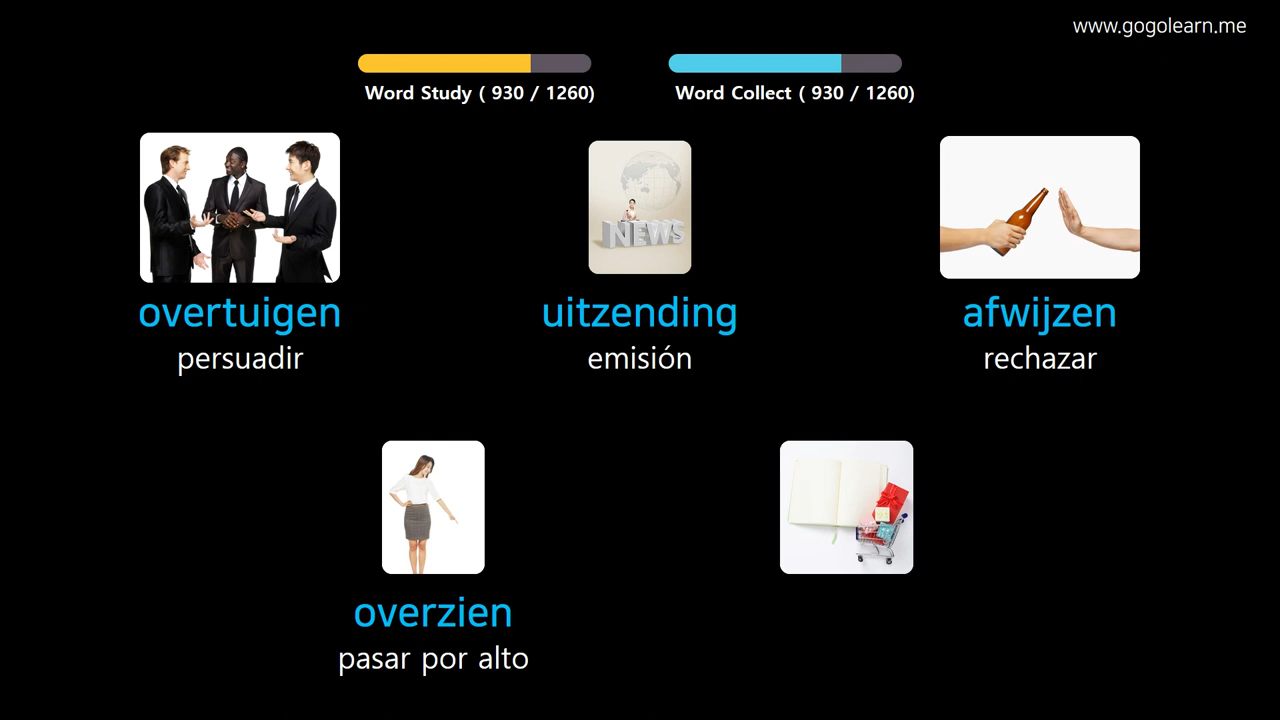 www.gogolearn.me
Word Study ( 930 / 1260)
Word Collect ( 930 / 1260)
NEWS
overtuigen
persuadir
uitzending
emisión
afwijzen
rechazar
overzien
pasar por alto